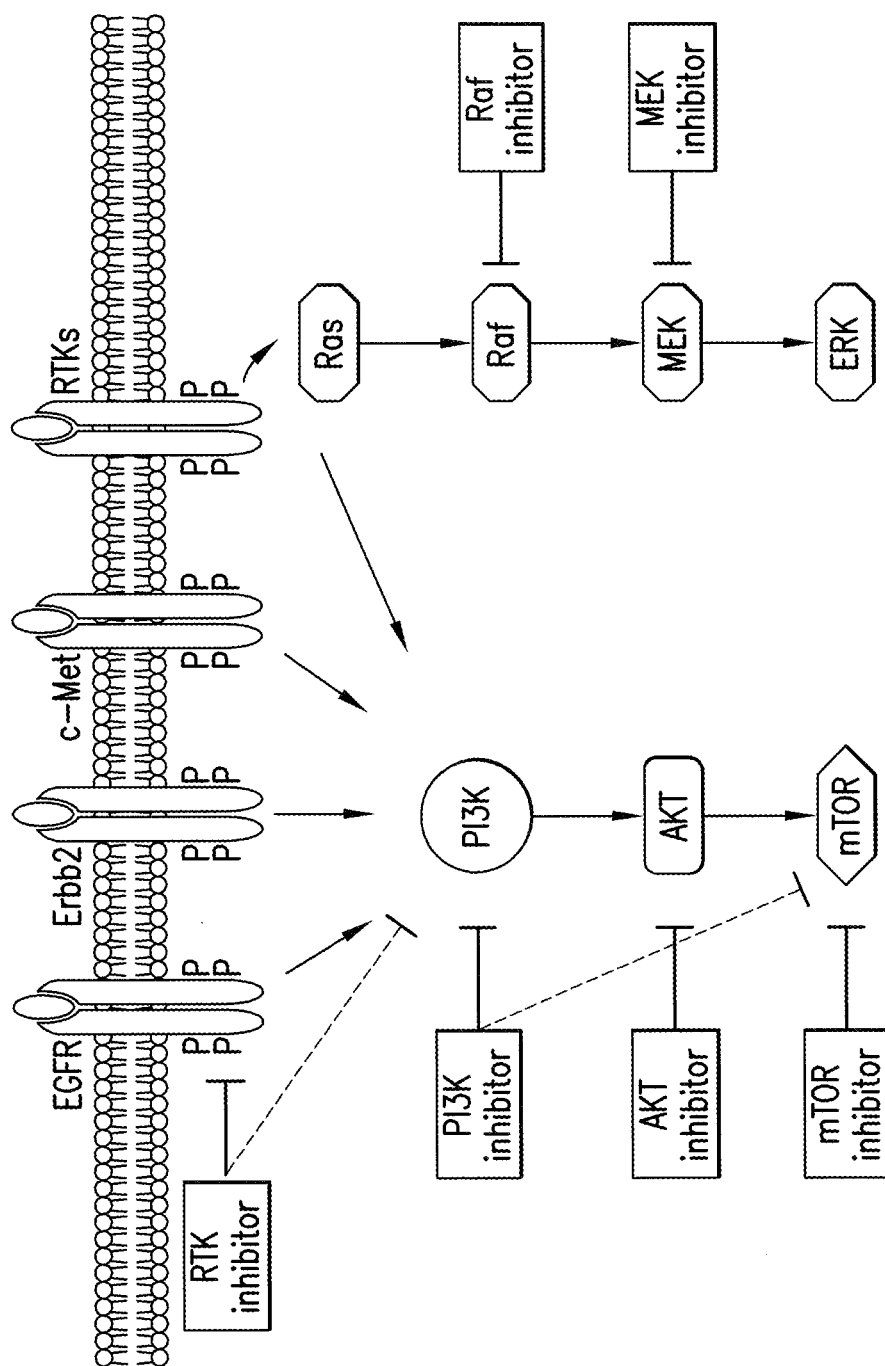 EGFR
Erbb2
c-Met
RTKs
P P
P P
P P
P P
P P
P P
P P
P P
RTK
inhibitor
Ras
PI3K
inhibitor
PI3K
Raf
Raf
inhibitor
AKT
inhibitor
AKT
MEK
MEK
inhibitor
mTOR
inhibitor
mTOR
ERK